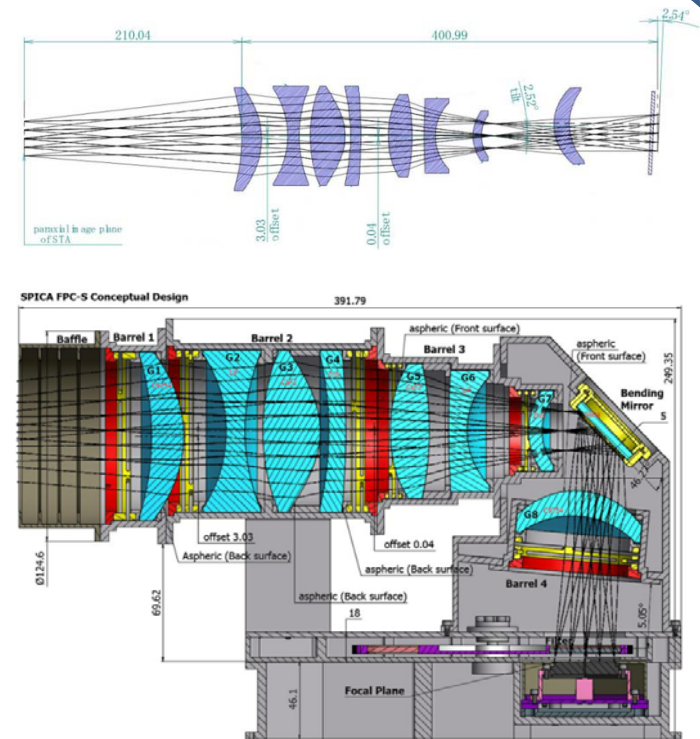 2.54°
210.04
400.99
2.52°
tilt
3.03
offset
0.04
offset
paraxial image plane
of STA
SPICA FPC-S Conceptual Design
391.79
Baffle
Barrel 1
Barrel 2
aspheric (Front surface)
Barrel 3
aspheric
(Front surface)
249.35
G1
G2
G3
G4
G5
G6
Bending
Mirror
5
G8
offset 3.03
offset 0.04
Aspheric (Back surface)
aspheric (Back surface)
aspheric (Back surface)
Barrel 4
Ø124.6
69.62
18
5.05°
Filter
Focal Plane
46.1